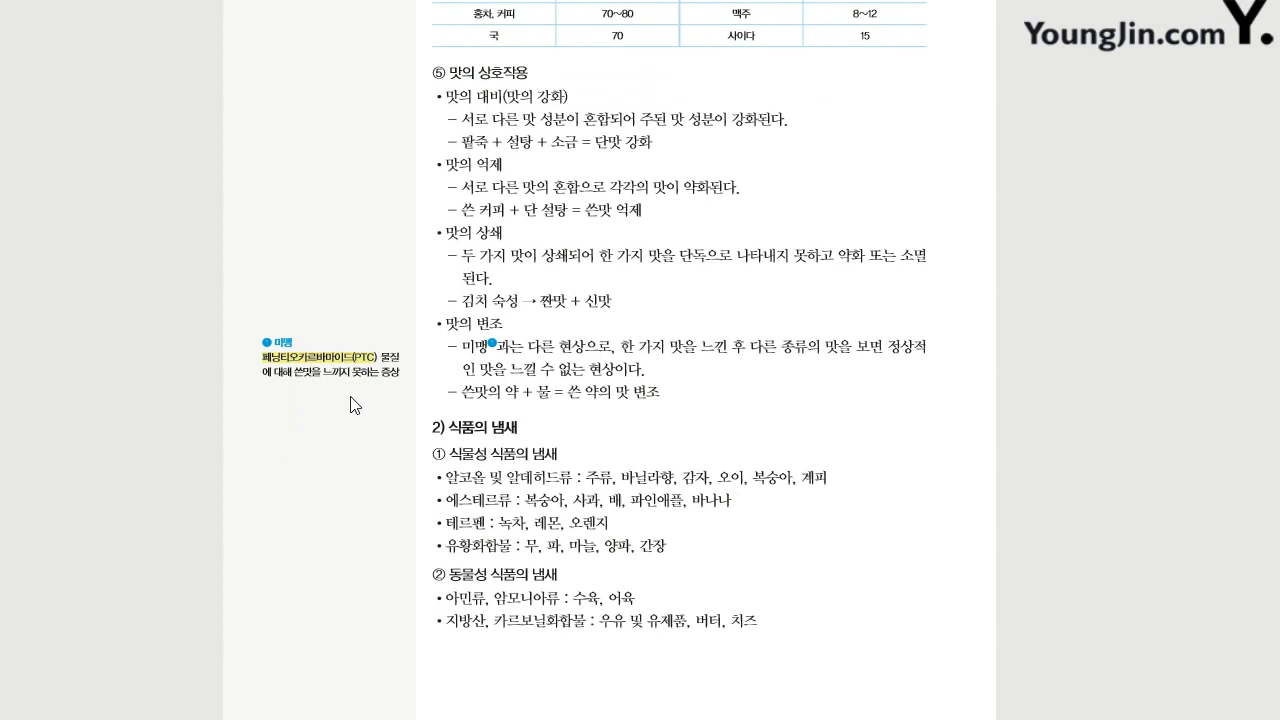 YoungJin.com Y.
홍차, 커피 70~80 맥주 8~12
국 70 사이다 15
⑤ 맛의 상호작용
• 맛의 대비(맛의 강화)
– 서로 다른 맛 성분이 혼합되어 주된 맛 성분이 강화된다.
– 팥죽 + 설탕 + 소금 = 단맛 강화
• 맛의 억제
– 서로 다른 맛의 혼합으로 각각의 맛이 약화된다.
– 쓴 커피 + 단 설탕 = 쓴맛 억제
• 맛의 상쇄
– 두 가지 맛이 상쇄되어 한 가지 맛을 단독으로 나타내지 못하고 약화 또는 소멸
된다.
– 김치 숙성 → 짠맛 + 신맛
• 맛의 변조
– 미맹과는 다른 현상으로, 한 가지 맛을 느낀 후 다른 종류의 맛을 보면 정상적
인 맛을 느낄 수 없는 현상이다.
– 쓴맛의 약 + 물 = 쓴 약의 맛 변조
미맹
페닐티오카르바마이드(PTC) 물질
에 대해 쓴맛을 느끼지 못하는 증상
2) 식품의 냄새
① 식물성 식품의 냄새
• 알코올 및 알데히드류 : 주류, 바닐라향, 감자, 오이, 복숭아, 계피
• 에스테르류 : 복숭아, 사과, 배, 파인애플, 바나나
• 테르펜 : 녹차, 레몬, 오렌지
• 유황화합물 : 무, 파, 마늘, 양파, 간장
② 동물성 식품의 냄새
• 아민류, 암모니아류 : 수육, 어육
• 지방산, 카르보닐화합물 : 우유 및 유제품, 버터, 치즈